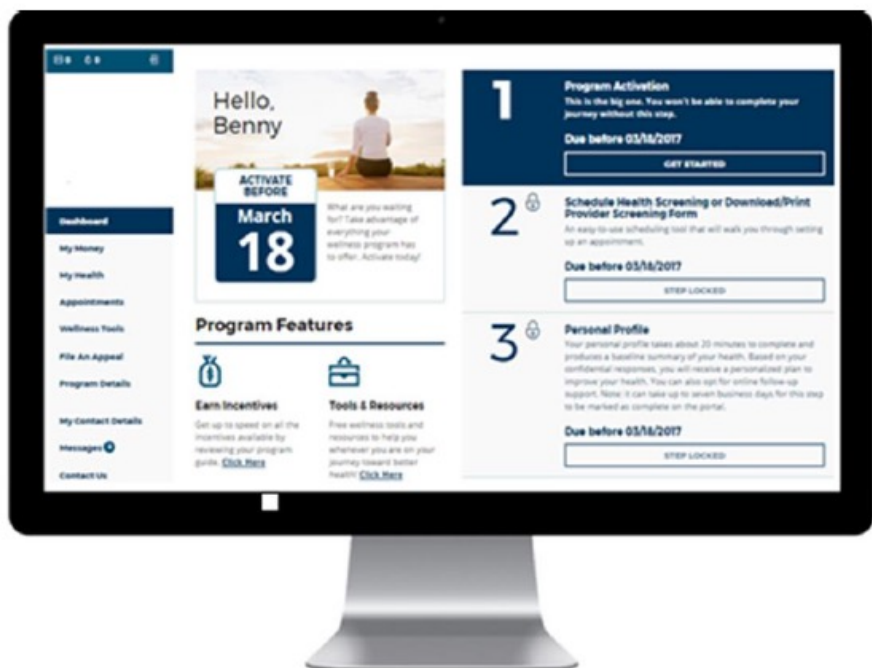 Hello,
Benny
ACTIVATE
BEFORE
March
18
What are you waiting
for? Take advantage of
everything your
wellness program has
to offer. Activate today!
Dashboard
My Money
My Health
Appointments
Wellness Tools
File An Appeal
Program Details
My Contact Details
Messages
Contact Us
Program Features
Earn Incentives
Get up to speed on all the
incentives available by
reviewing your program
guide. Click Here
Tools & Resources
Free wellness tools and
resources to help you
whenever you are on your
journey toward better
health! Click Here
1
Program Activation
This is the big one. You won't be able to complete your
journey without this step.
Due before 03/18/2017
GET STARTED
2
Schedule Health Screening or Download/Print
Provider Screening Form
An easy-to-use scheduling tool that will walk you through setting
up an appointment.
Due before 03/18/2017
STEP LOCKED
3
Personal Profile
Your personal profile takes about 20 minutes to complete and
produces a baseline summary of your health. Based on your
confidential responses, you will receive a personalized plan to
improve your health. You can also opt for online follow-up
support. Note: it can take up to seven business days for this step
to be marked as complete on the portal.
Due before 03/18/2017
STEP LOCKED